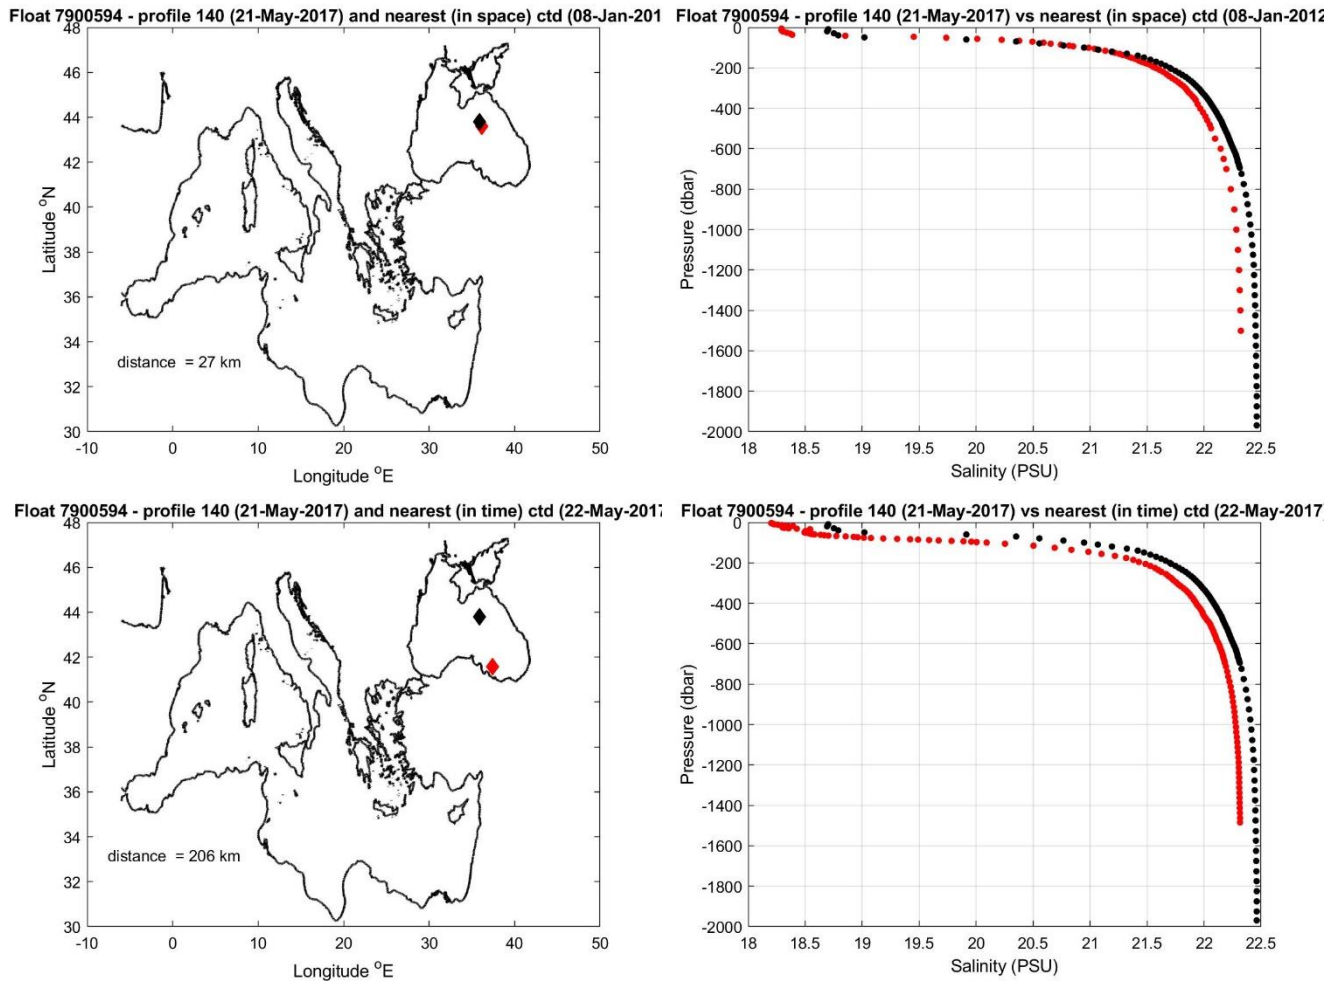 Float 7900594 - profile 140 (21-May-2017) and nearest (in space) ctd (08-Jan-201
48
46
44
42
40
38
36
34
32
30
Latitude °N
distance = 27 km
-10 0 10 20 30 40 50
Longitude °E
Float 7900594 - profile 140 (21-May-2017) vs nearest (in space) ctd (08-Jan-2012
0
-200
-400
-600
-800
-1000
-1200
-1400
-1600
-1800
-2000
Pressure (dbar)
18 18.5 19 19.5 20 20.5 21 21.5 22 22.5
Salinity (PSU)
Float 7900594 - profile 140 (21-May-2017) and nearest (in time) ctd (22-May-2017
48
46
44
42
40
38
36
34
32
30
Latitude °N
distance = 206 km
-10 0 10 20 30 40 50
Longitude °E
Float 7900594 - profile 140 (21-May-2017) vs nearest (in time) ctd (22-May-2017)
0
-200
-400
-600
-800
-1000
-1200
-1400
-1600
-1800
-2000
Pressure (dbar)
18 18.5 19 19.5 20 20.5 21 21.5 22 22.5
Salinity (PSU)